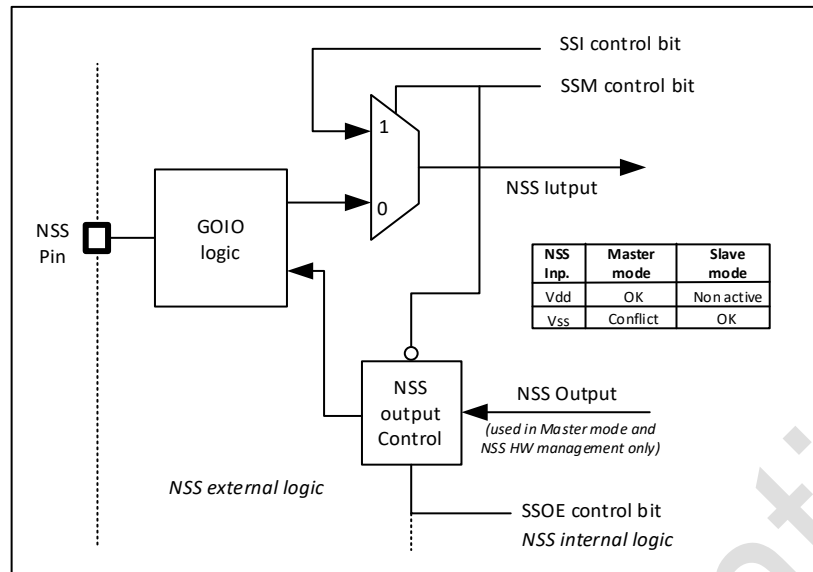 SSI control bit
SSM control bit
1
NSS Iutput
0
NSS
Pin
GOIO
logic
NSS Inp. Master mode Slave mode
Vdd OK Non active
Vss Conflict OK
NSS
output
Control
NSS Output
(used in Master mode and
NSS HW management only)
NSS external logic
SSOE control bit
NSS internal logic